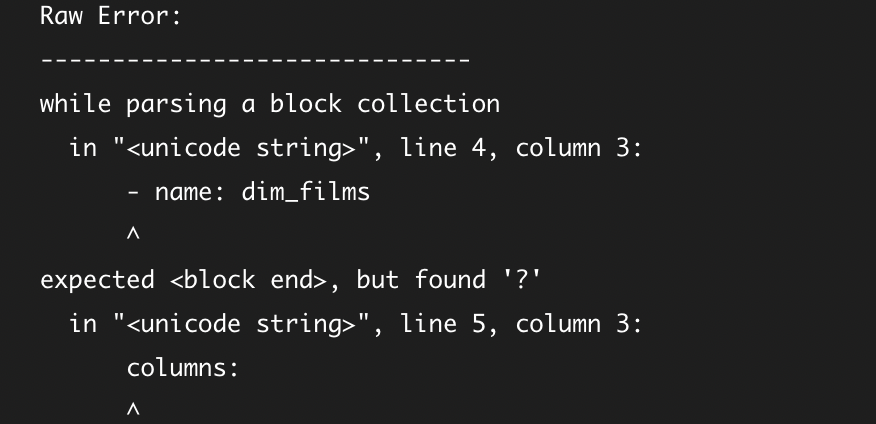 Raw Error:
------------------------------
while parsing a block collection
  in "<unicode string>", line 4, column 3:
      - name: dim_films
      ^
expected <block end>, but found '?'
  in "<unicode string>", line 5, column 3:
      columns:
      ^